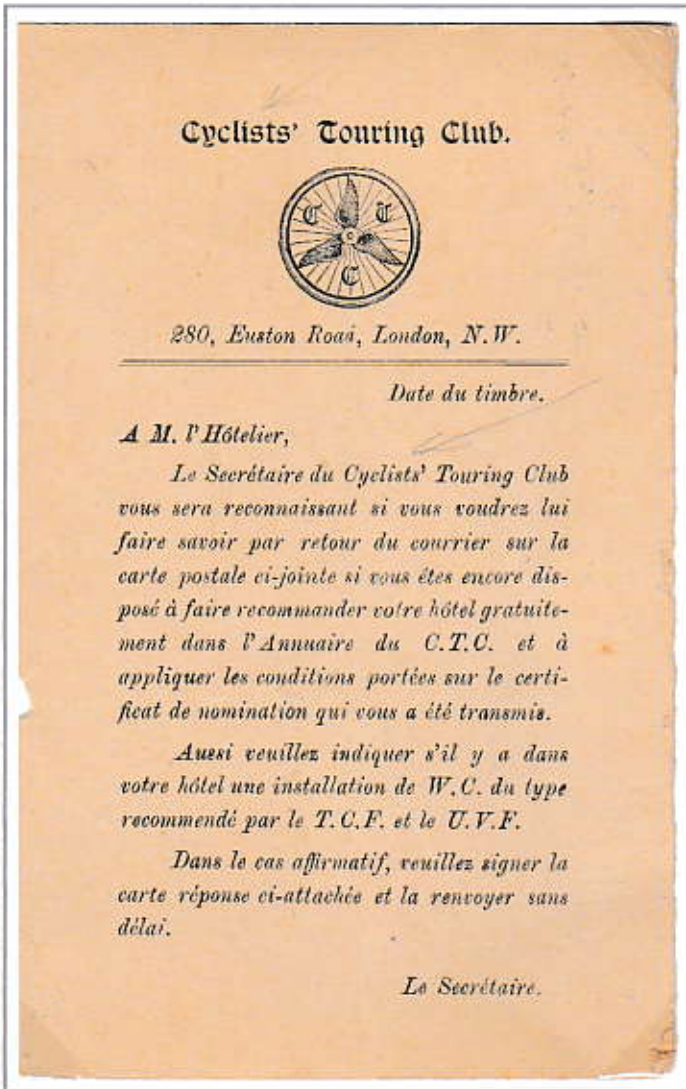 Cyclists' Touring Club.
C T
C
280, Euston Road, London, N.W.
Date du timbre.
A M. l'Hôtelier,
Le Secrétaire du Cyclists' Touring Club
vous sera reconnaissant si vous voudrez lui
faire savoir par retour du courrier sur la
carte postale ci-jointe si vous êtes encore dis-
posé à faire recommander votre hôtel gratuite-
ment dans l'Annuaire du C.T.C. et à
appliquer les conditions portées sur le certi-
ficat de nomination qui vous a été transmis.
Aussi veuillez indiquer s'il y a dans
votre hôtel une installation de W.C. du type
recommendé par le T.C.F. et le U.V.F.
Dans le cas affirmatif, veuillez signer la
carte réponse ci-attachée et la renvoyer sans
délai.
Le Secrétaire.